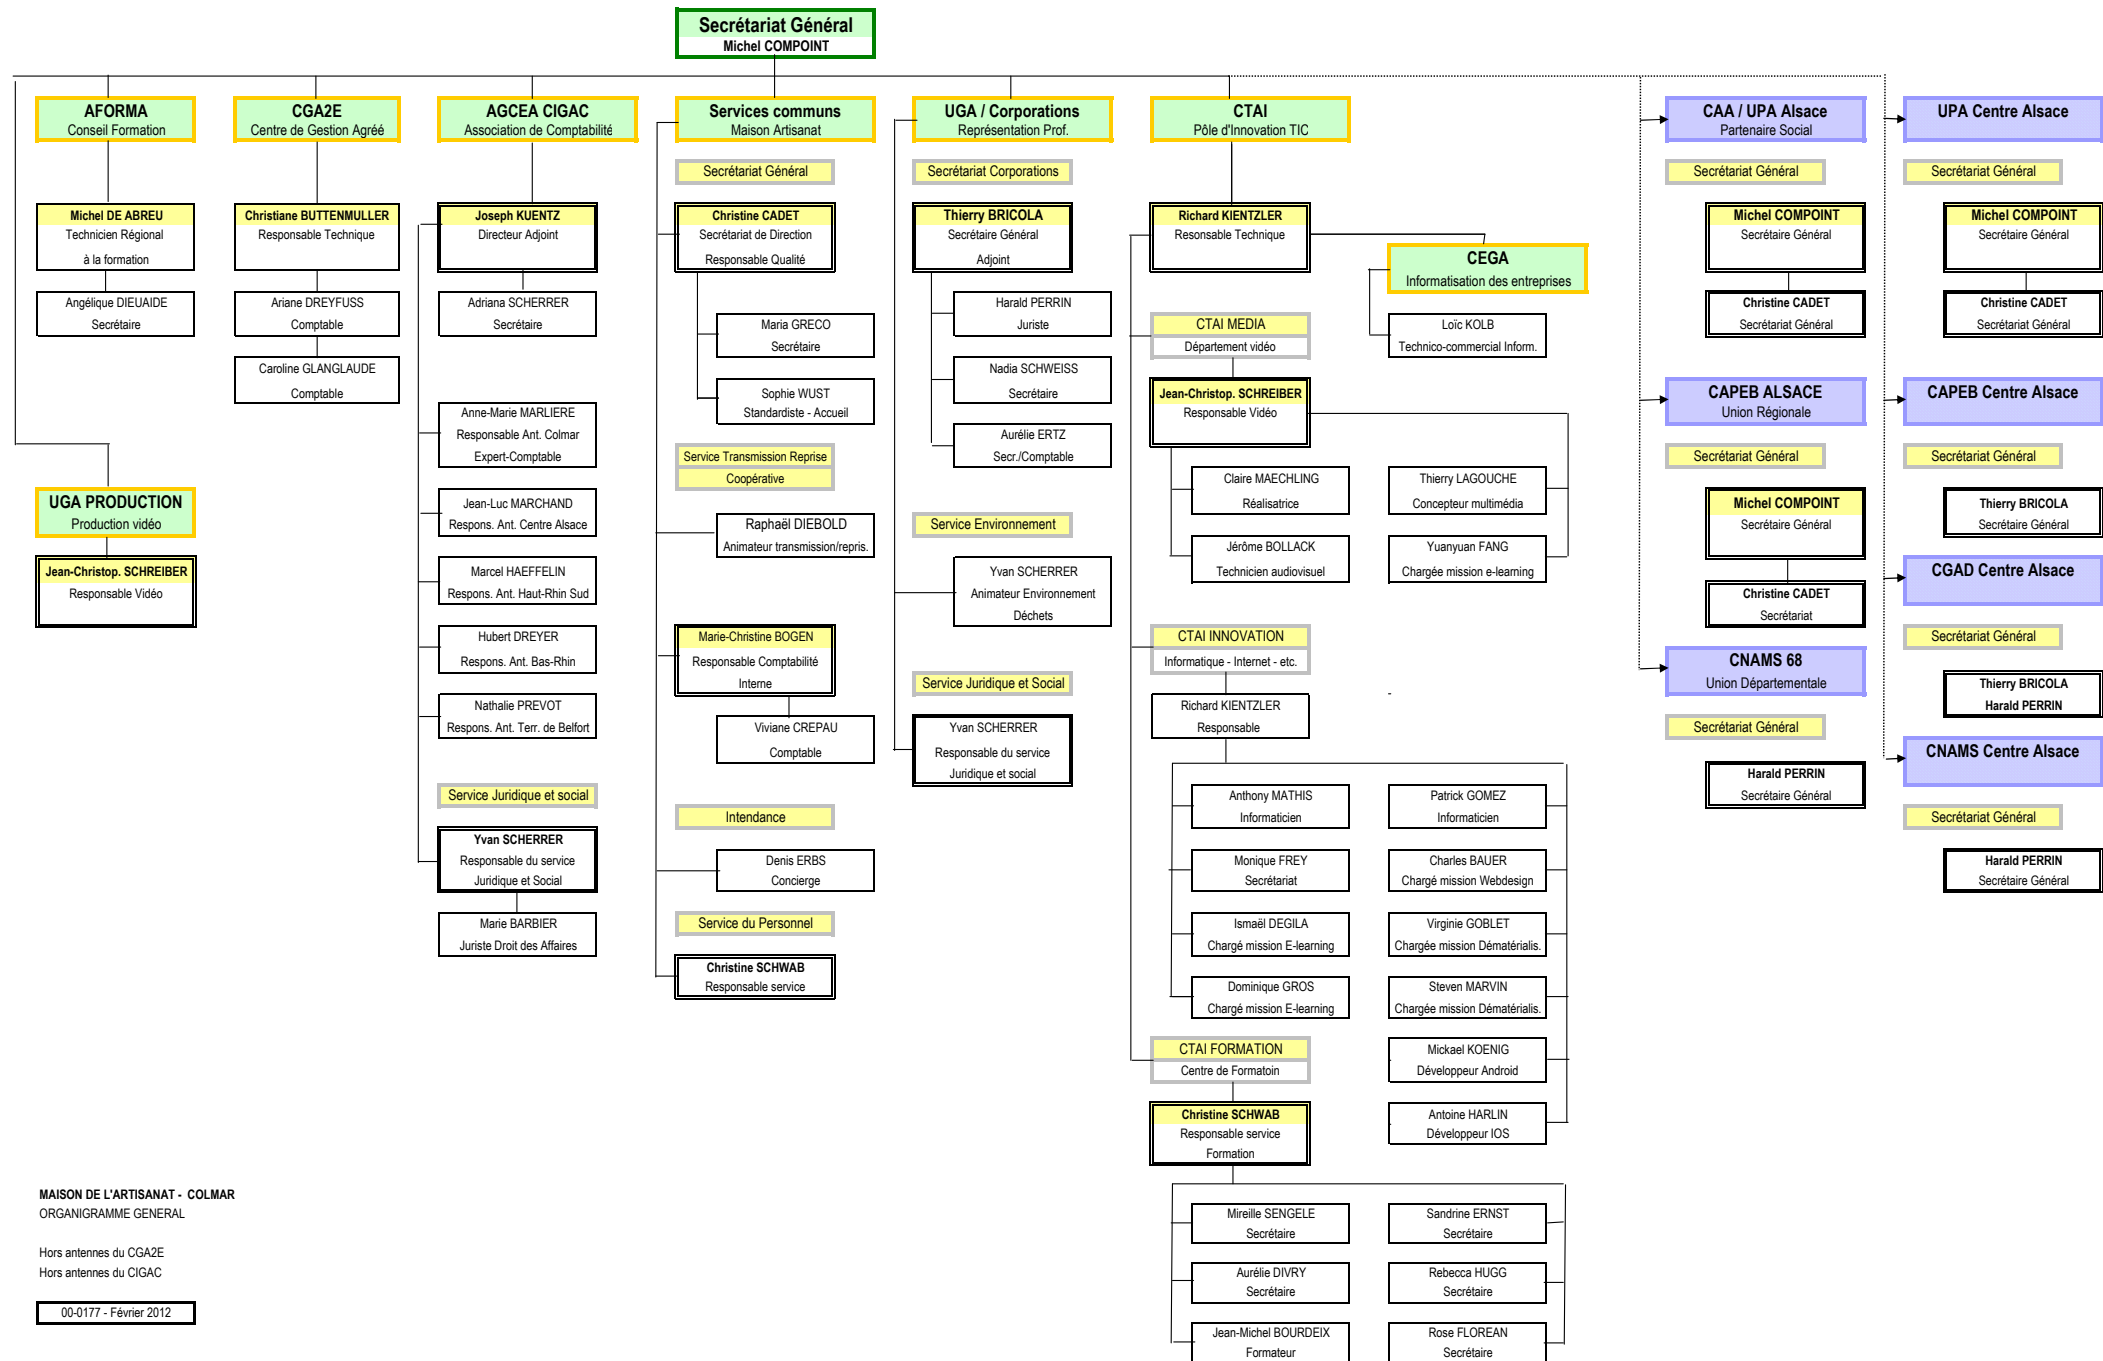 Secrétariat Général
Michel COMPOINT
AFORMA
Conseil Formation
Michel DE ABREU
Technicien Régional
à la formation
Angélique DIEUAIDE
Secrétaire
UGA PRODUCTION
Production vidéo
Jean-Christop. SCHREIBER
Responsable Vidéo
CGA2E
Centre de Gestion Agréé
Christiane BUTTENMULLER
Responsable Technique
Ariane DREYFUSS
Comptable
Caroline GLANGLAUDE
Comptable
AGCEA CIGAC
Association de Comptabilité
Joseph KUENTZ
Directeur Adjoint
Adriana SCHERRER
Secrétaire
Anne-Marie MARLIERE
Responsable Ant. Colmar
Expert-Comptable
Jean-Luc MARCHAND
Respons. Ant. Centre Alsace
Marcel HAEFFELIN
Respons. Ant. Haut-Rhin Sud
Hubert DREYER
Respons. Ant. Bas-Rhin
Nathalie PREVOT
Respons. Ant. Terr. de Belfort
Service Juridique et social
Yvan SCHERRER
Responsable du service
Juridique et Social
Marie BARBIER
Juriste Droit des Affaires
Services communs
Maison Artisanat
Secrétariat Général
Christine CADET
Secrétariat de Direction
Responsable Qualité
Maria GRECO
Secrétaire
Sophie WUST
Standardiste - Accueil
Service Transmission Reprise
Coopérative
Raphaël DIEBOLD
Animateur transmission/repris.
Marie-Christine BOGEN
Responsable Comptabilité
Interne
Viviane CREPAU
Comptable
Intendance
Denis ERBS
Concierge
Service du Personnel
Christine SCHWAB
Responsable service
UGA / Corporations
Représentation Prof.
Secrétariat Corporations
Thierry BRICOLA
Secrétaire Général
Adjoint
Harald PERRIN
Juriste
Nadia SCHWEISS
Secrétaire
Aurélie ERTZ
Secr./Comptable
Service Environnement
Yvan SCHERRER
Animateur Environnement
Déchets
Service Juridique et Social
Yvan SCHERRER
Responsable du service
Juridique et social
CTAI
Pôle d'Innovation TIC
Richard KIENTZLER
Resonsable Technique
CEGA
Informatisation des entreprises
Loïc KOLB
Technico-commercial Inform.
CTAI MEDIA
Département vidéo
Jean-Christop. SCHREIBER
Responsable Vidéo
Claire MAECHLING
Réalisatrice
Thierry LAGOUCHE
Concepteur multimédia
Jérôme BOLLACK
Technicien audiovisuel
Yuanyuan FANG
Chargée mission e-learning
CTAI INNOVATION
Informatique - Internet - etc.
-
Richard KIENTZLER
Responsable
Anthony MATHIS
Informaticien
Patrick GOMEZ
Informaticien
Monique FREY
Secrétariat
Charles BAUER
Chargé mission Webdesign
Ismaël DEGILA
Chargé mission E-learning
Virginie GOBLET
Chargée mission Dématérialis.
Dominique GROS
Chargé mission E-learning
Steven MARVIN
Chargée mission Dématérialis.
Mickael KOENIG
Développeur Android
Antoine HARLIN
Développeur IOS
CTAI FORMATION
Centre de Formatoin
Christine SCHWAB
Responsable service
Formation
Mireille SENGELE
Secrétaire
Sandrine ERNST
Secrétaire
Aurélie DIVRY
Secrétaire
Rebecca HUGG
Secrétaire
Jean-Michel BOURDEIX
Formateur
Rose FLOREAN
Secrétaire
CAA / UPA Alsace
Partenaire Social
Secrétariat Général
Michel COMPOINT
Secrétaire Général
Christine CADET
Secrétariat Général
CAPEB ALSACE
Union Régionale
Secrétariat Général
Michel COMPOINT
Secrétaire Général
Christine CADET
Secrétariat
CNAMS 68
Union Départementale
Secrétariat Général
Harald PERRIN
Secrétaire Général
UPA Centre Alsace
Secrétariat Général
Michel COMPOINT
Secrétaire Général
Christine CADET
Secrétariat Général
CAPEB Centre Alsace
Secrétariat Général
Thierry BRICOLA
Secrétaire Général
CGAD Centre Alsace
Secrétariat Général
Thierry BRICOLA
Harald PERRIN
CNAMS Centre Alsace
Secrétariat Général
Harald PERRIN
Secrétaire Général
MAISON DE L'ARTISANAT - COLMAR
ORGANIGRAMME GENERAL
Hors antennes du CGA2E
Hors antennes du CIGAC
00-0177 - Février 2012